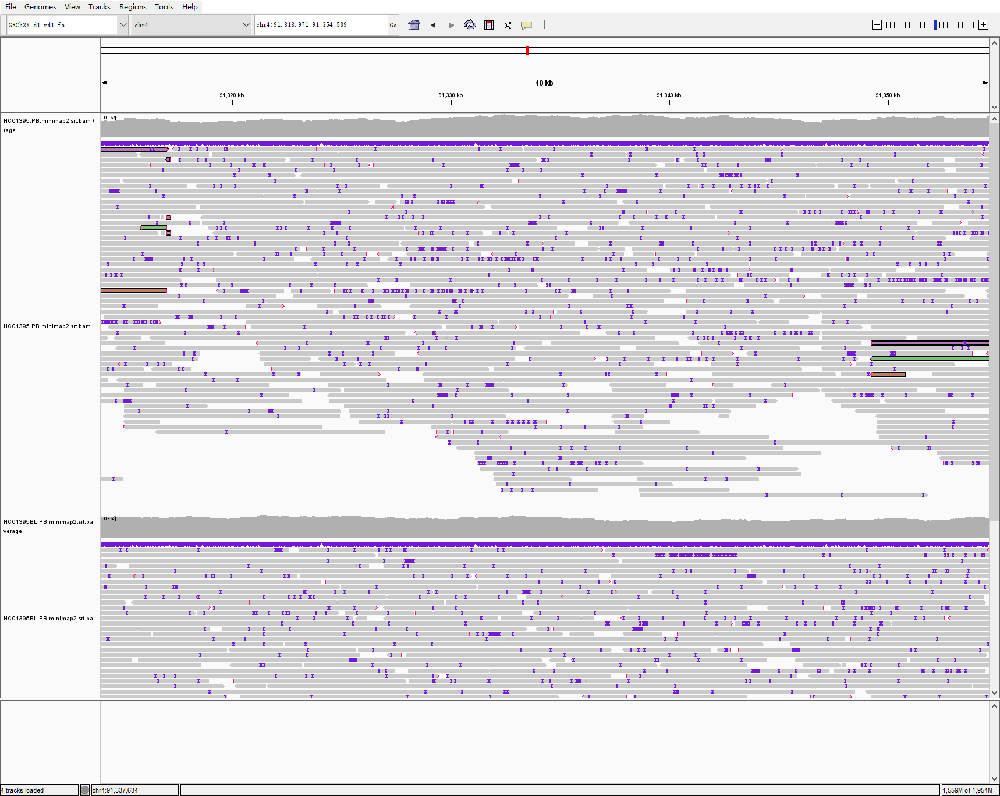 File Genomes View Tracks Regions Tools Help
GRCh38.d1.vd1.fa chr4 chr4:91,313,971-91,354,589 Go
40 kb
91,320 kb 91,330 kb 91,340 kb 91,350 kb
HCC1395.PB.minimap2.srt.bam
rage
[0 - 67]
HCC1395.PB.minimap2.srt.bam
HCC1395BL.PB.minimap2.srt.ba
verage
[0 - 65]
HCC1395BL.PB.minimap2.srt.ba
4 tracks loaded chr4:91,337,634 1,559M of 1,954M